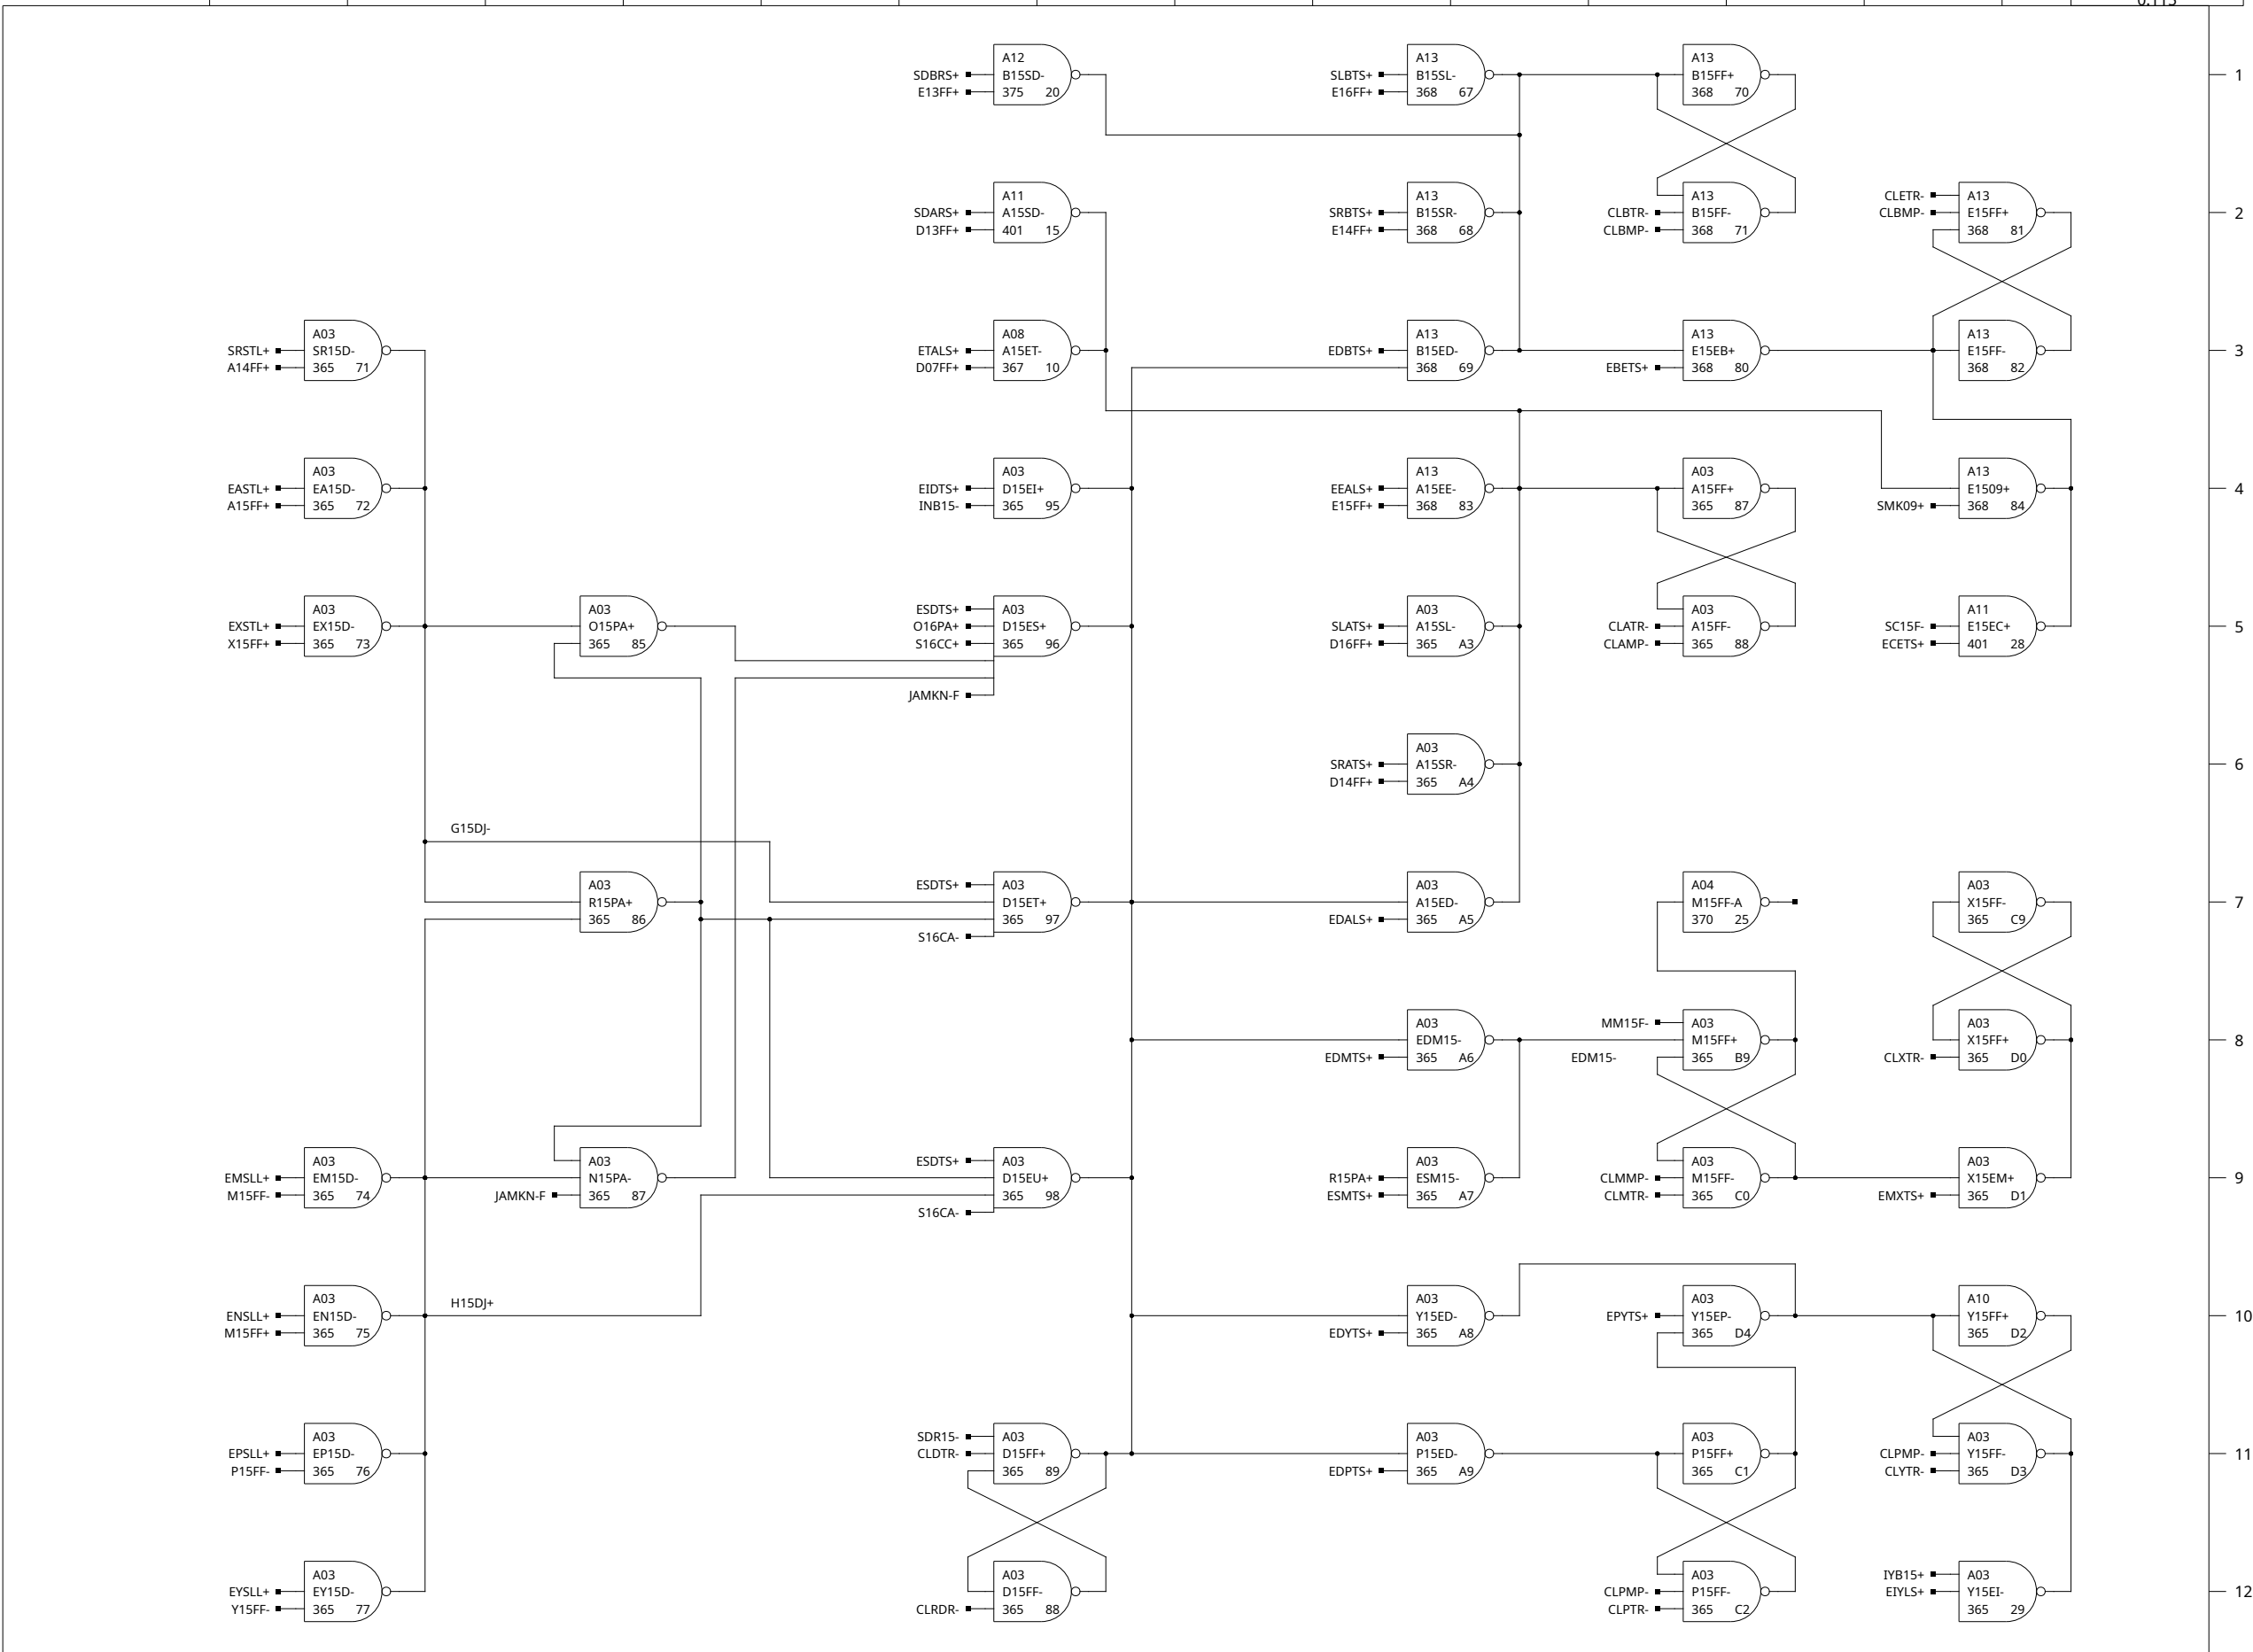 0.115
A12
SDBRS+ B15SD-
E13FF+ 375 20
A13
SLBTS+ B15SL-
E16FF+ 368 67
A13
B15FF+
368 70
1
A11
SDARS+ A15SD-
D13FF+ 401 15
A13
SRBTS+ B15SR-
E14FF+ 368 68
A13
CLBTR- B15FF-
CLBMP- 368 71
CLETR- A13
CLBMP- E15FF+
368 81
2
A03
SRSTL+ SR15D-
A14FF+ 365 71
A08
ETALS+ A15ET-
D07FF+ 367 10
A13
EDBTS+ B15ED-
368 69
A13
E15EB+
EBETS+ 368 80
A13
E15FF-
368 82
3
A03
EASTL+ EA15D-
A15FF+ 365 72
A03
EIDTS+ D15EI+
INB15- 365 95
A13
EEALS+ A15EE-
E15FF+ 368 83
A03
A15FF+
365 87
A13
E1509+
SMK09+ 368 84
4
A03
EXSTL+ EX15D-
X15FF+ 365 73
A03
O15PA+
365 85
ESDTS+ A03
O16PA+ D15ES+
S16CC+ 365 96
JAMKN-F
A03
SLATS+ A15SL-
D16FF+ 365 A3
A03
CLATR- A15FF-
CLAMP- 365 88
A11
SC15F- E15EC+
ECETS+ 401 28
5
A03
SRATS+ A15SR-
D14FF+ 365 A4
6
G15DJ-
A03
R15PA+
365 86
ESDTS+ A03
D15ET+
365 97
S16CA-
A03
A15ED-
EDALS+ 365 A5
A04
M15FF-A
370 25
A03
X15FF-
365 C9
7
A03
EDM15-
EDMTS+ 365 A6
EDM15-
MM15F- A03
M15FF+
365 B9
A03
X15FF+
CLXTR- 365 D0
8
A03
EMSLL+ EM15D-
M15FF- 365 74
A03
N15PA-
JAMKN-F 365 87
ESDTS+ A03
D15EU+
365 98
S16CA-
A03
R15PA+ ESM15-
ESMTS+ 365 A7
A03
CLMMP- M15FF-
CLMTR- 365 C0
A03
X15EM+
EMXTS+ 365 D1
9
A03
ENSLL+ EN15D-
M15FF+ 365 75
H15DJ+
A03
Y15ED-
EDYTS+ 365 A8
A03
EPYTS+ Y15EP-
365 D4
A10
Y15FF+
365 D2
10
A03
EPSLL+ EP15D-
P15FF- 365 76
SDR15- A03
CLDTR- D15FF+
365 89
A03
P15ED-
EDPTS+ 365 A9
A03
P15FF+
365 C1
A03
CLPMP- Y15FF-
CLYTR- 365 D3
11
A03
EYSLL+ EY15D-
Y15FF- 365 77
A03
D15FF-
CLRDR- 365 88
A03
CLPMP- P15FF-
CLPTR- 365 C2
IYB15+ A03
EIYLS+ Y15EI-
365 29
12